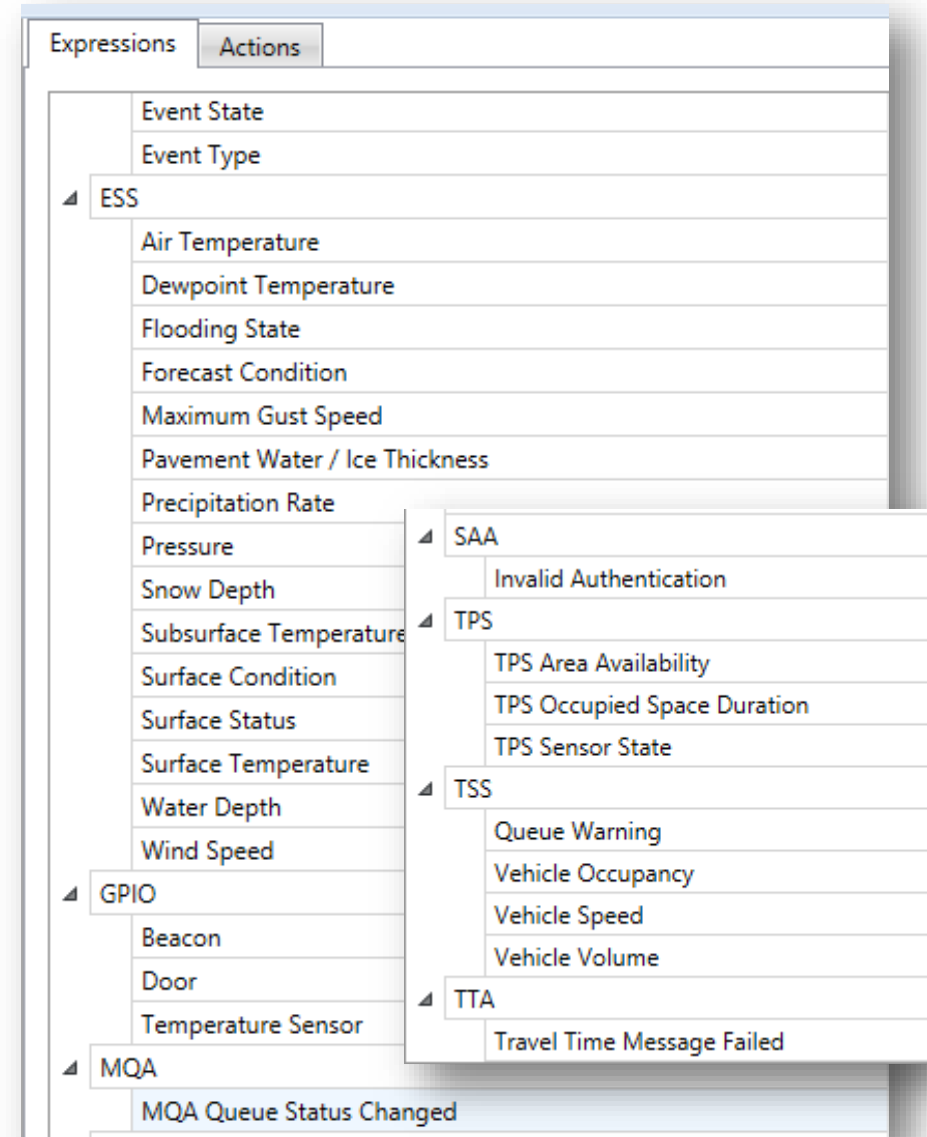 Expressions
Actions
Event State
Event Type
ESS
Air Temperature
Dewpoint Temperature
Flooding State
Forecast Condition
Maximum Gust Speed
Pavement Water / Ice Thickness
Precipitation Rate
Pressure
Snow Depth
Subsurface Temperature
Surface Condition
Surface Status
Surface Temperature
Water Depth
Wind Speed
GPIO
Beacon
Door
Temperature Sensor
MQA
MQA Queue Status Changed
SAA
Invalid Authentication
TPS
TPS Area Availability
TPS Occupied Space Duration
TPS Sensor State
TSS
Queue Warning
Vehicle Occupancy
Vehicle Speed
Vehicle Volume
TTA
Travel Time Message Failed